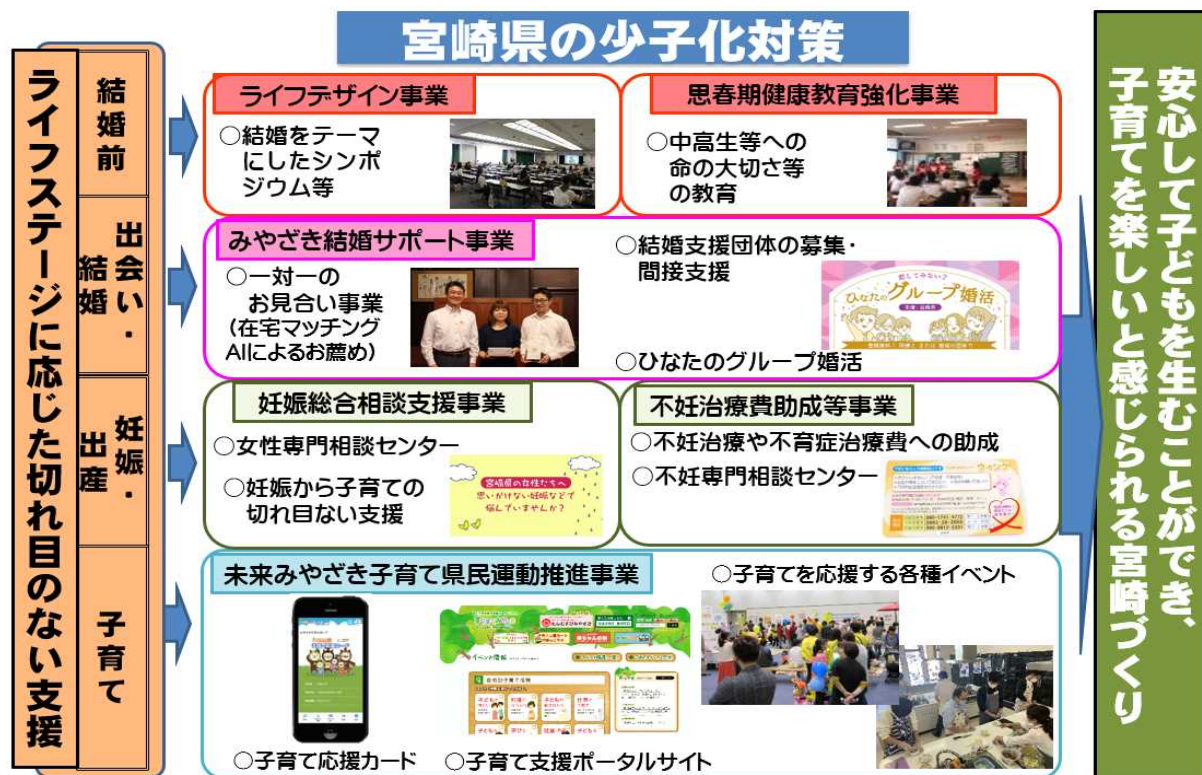 宮崎県の少子化対策
ライフステージに応じた切れ目のない支援
結婚前
ライフデザイン事業
○結婚をテーマ
にしたシンポ
ジウム等
思春期健康教育強化事業
○中高生等への
命の大切さ等
の教育
出会い・
結婚
みやざき結婚サポート事業
○一対一の
お見合い事業
(在宅マッチング
AIによるお薦め)
○結婚支援団体の募集・
間接支援
恋してみない?
ひなたのグループ婚活
○ひなたのグループ婚活
妊娠・
出産
妊娠総合相談支援事業
○女性専門相談センター
○妊娠から子育ての
切れ目ない支援
宮崎県の女性たちへ
思いがけない妊娠などで
悩んでいませんか?
不妊治療費助成等事業
○不妊治療や不育症治療費への助成
○不妊専門相談センター
ウイング
子育て
未来みやざき子育て県民運動推進事業
○子育て応援カード
イベント情報
○子育て支援ポータルサイト
○子育てを応援する各種イベント
安心して子どもを生むことができ、
子育てを楽しいと感じられる宮崎づくり